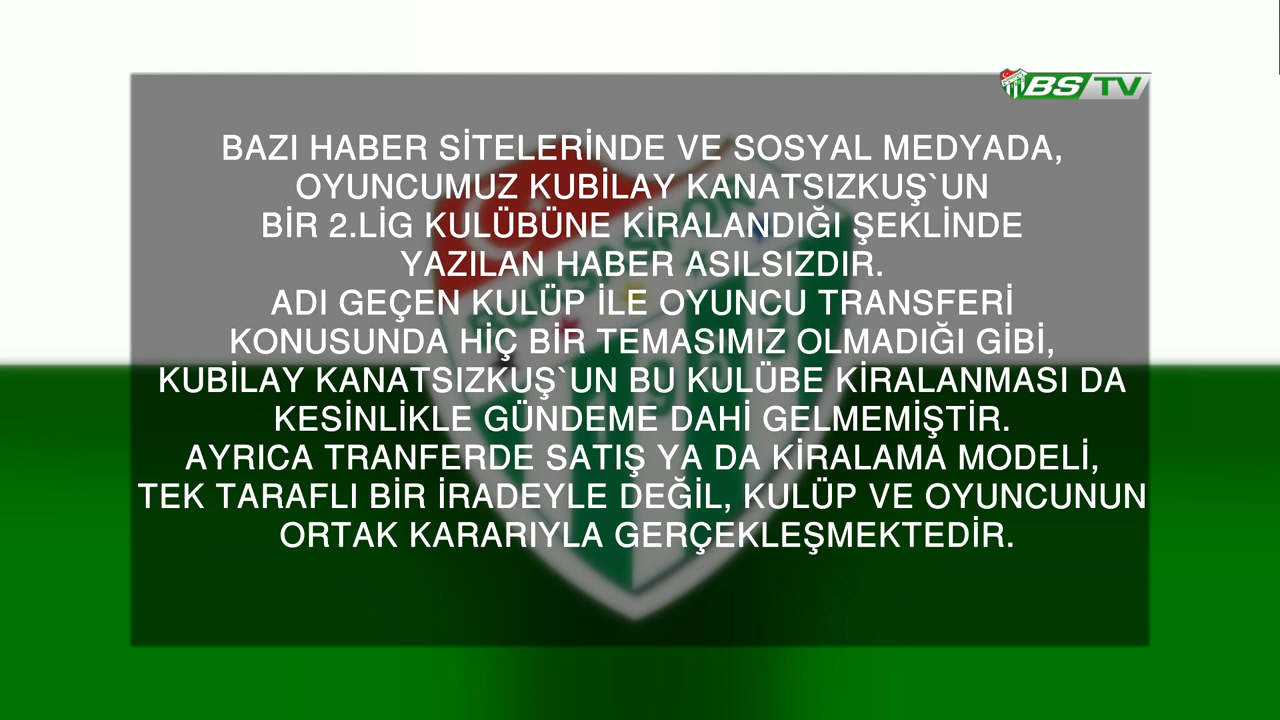 BS TV
BAZI HABER SİTELERİNDE VE SOSYAL MEDYADA,
OYUNCUMUZ KUBİLAY KANATSIZKUŞ`UN
BİR 2.LİG KULÜBÜNE KİRALANDIĞI ŞEKLİNDE
YAZILAN HABER ASILSIZDIR.
ADI GEÇEN KULÜP İLE OYUNCU TRANSFERİ
KONUSUNDA HİÇ BİR TEMASIMIZ OLMADIĞI GİBİ,
KUBİLAY KANATSIZKUŞ`UN BU KULÜBE KİRALANMASI DA
KESİNLİKLE GÜNDEME DAHİ GELMEMİŞTİR.
AYRICA TRANFERDE SATIŞ YA DA KİRALAMA MODELİ,
TEK TARAFLI BİR İRADEYLE DEĞİL, KULÜP VE OYUNCUNUN
ORTAK KARARIYLA GERÇEKLEŞMEKTEDİR.